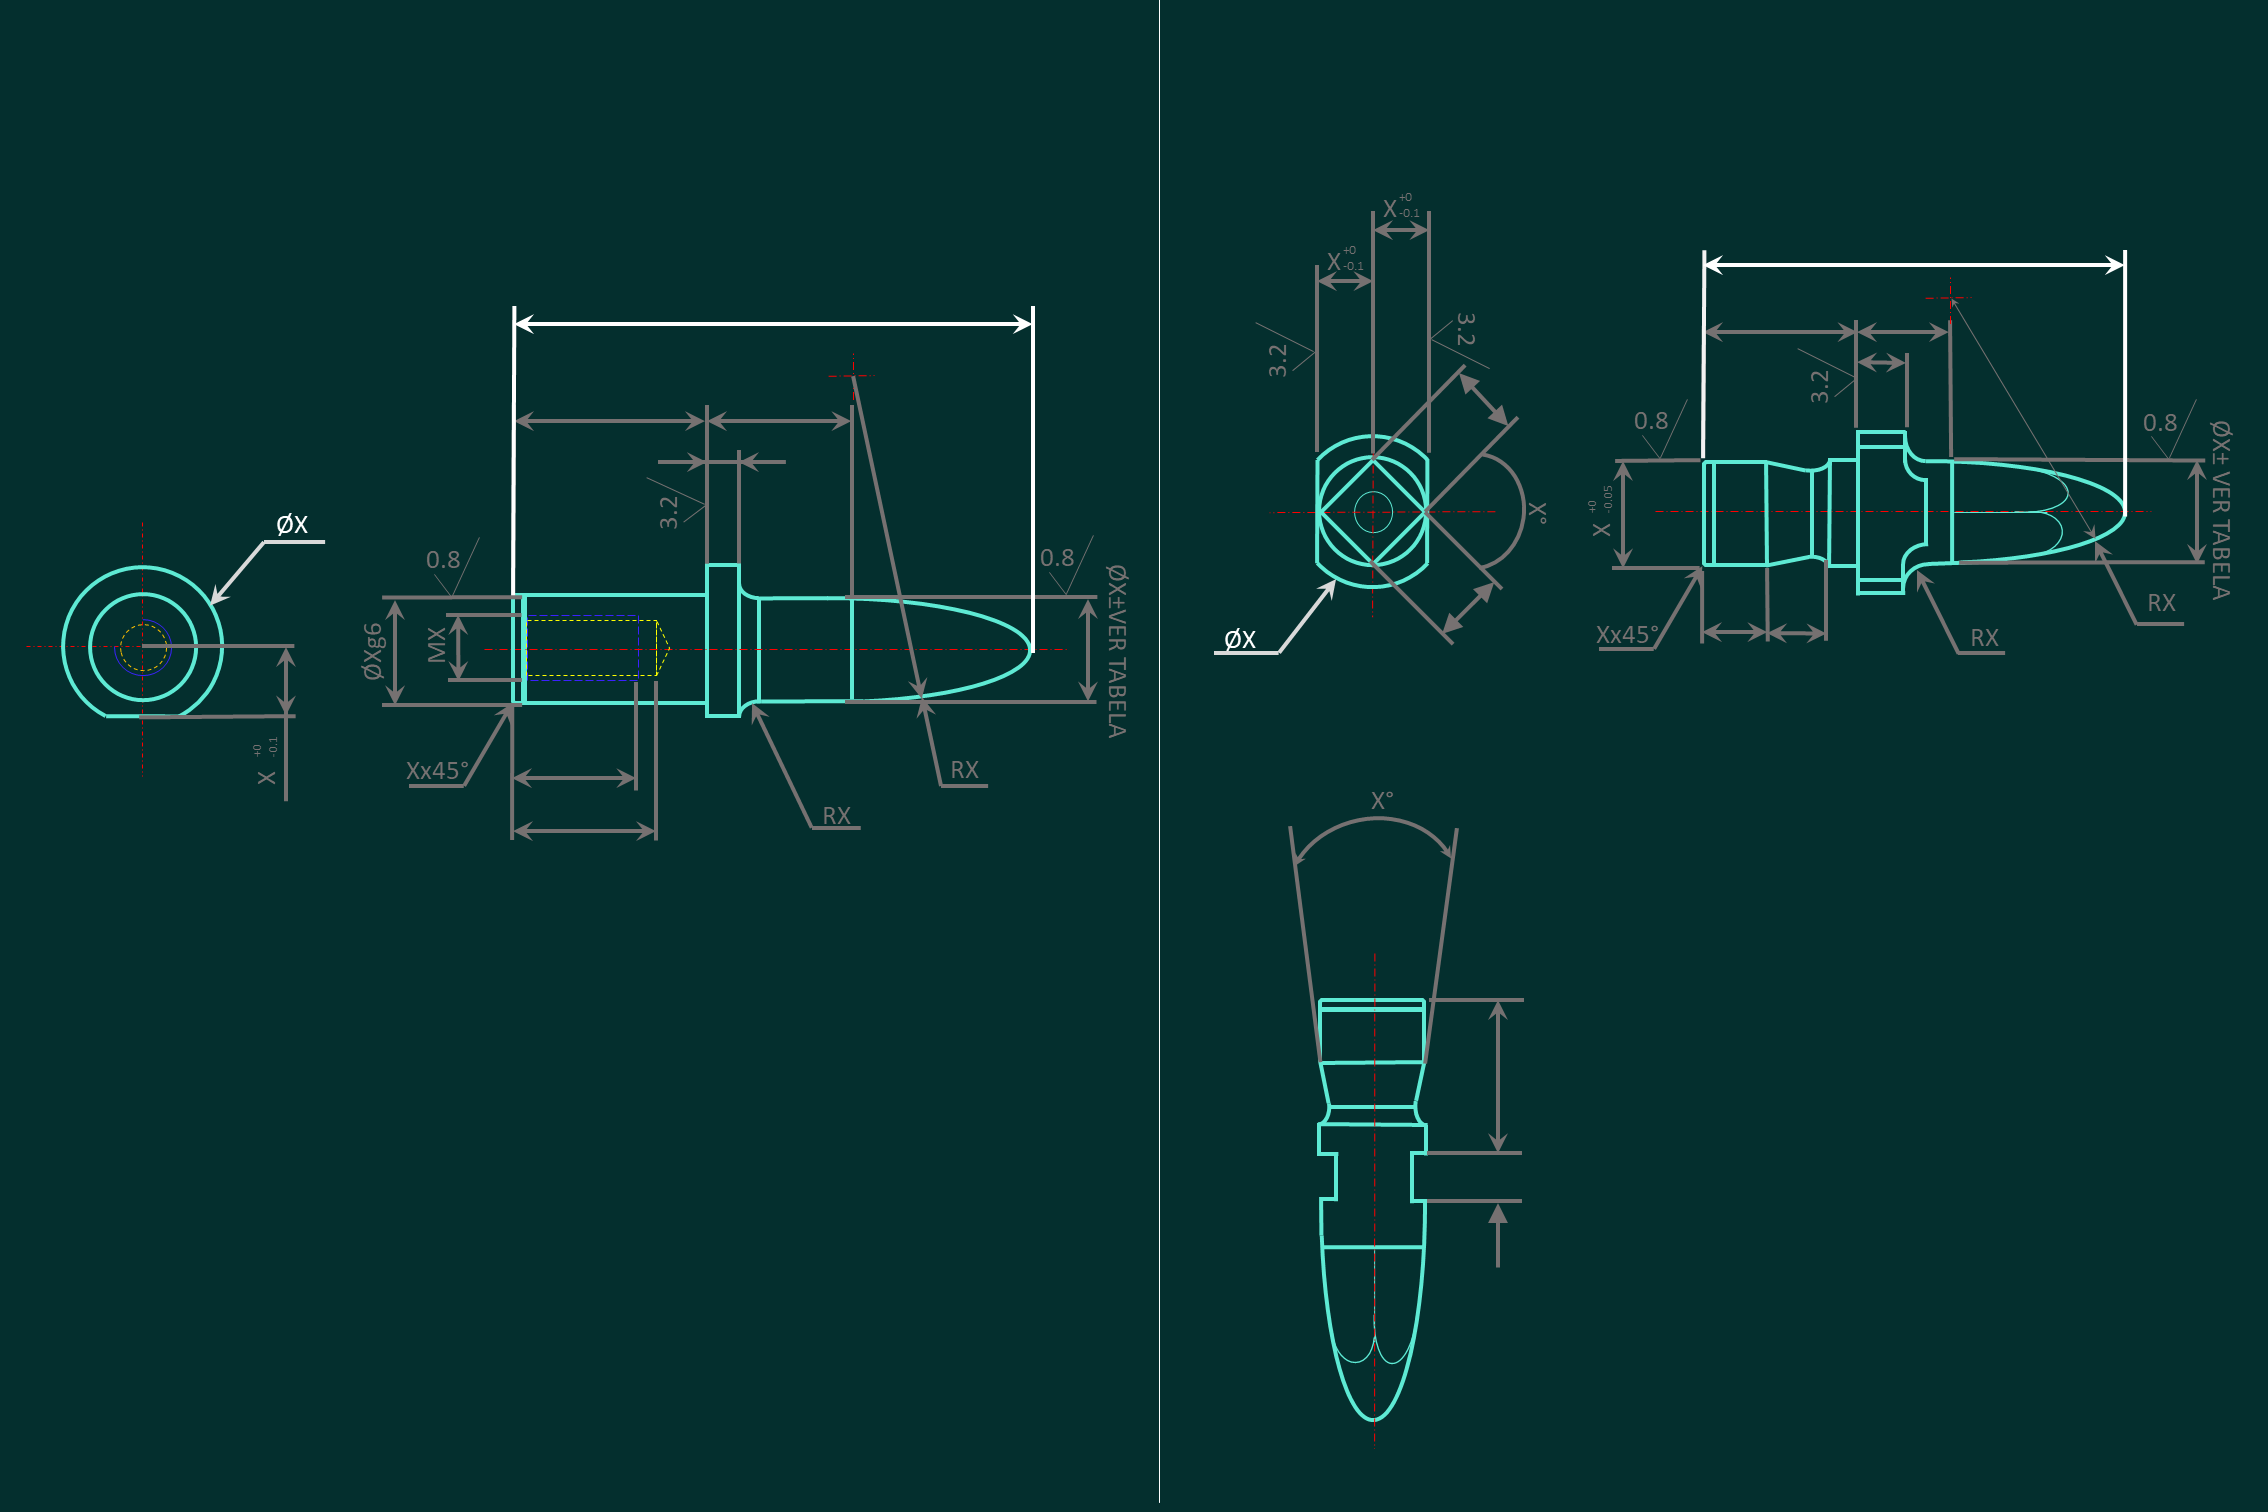 ØX
X +0 -0.1
0.8
ØXg6
MX
Xx45°
3.2
RX
RX
0.8
ØX±VER TABELA
X +0 -0.1
X +0 -0.1
3.2
3.2
X°
ØX
0.8
X +0 -0.05
Xx45°
3.2
RX
RX
0.8
ØX± VER TABELA
X°